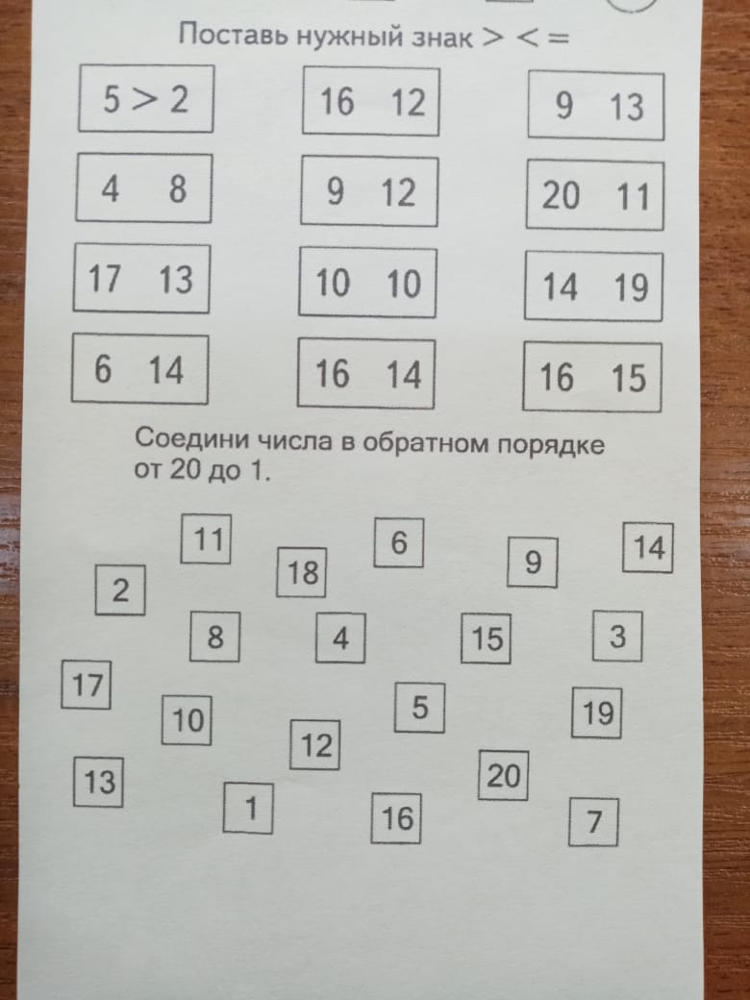 Поставь нужный знак > < =
5 > 2 16 12 9 13
4 8 9 12 20 11
17 13 10 10 14 19
6 14 16 14 16 15
Соедини числа в обратном порядке
от 20 до 1.
11 18 6 9 14
2
8 4 15 3
17 10 12 5 19
13 1 16 20 7